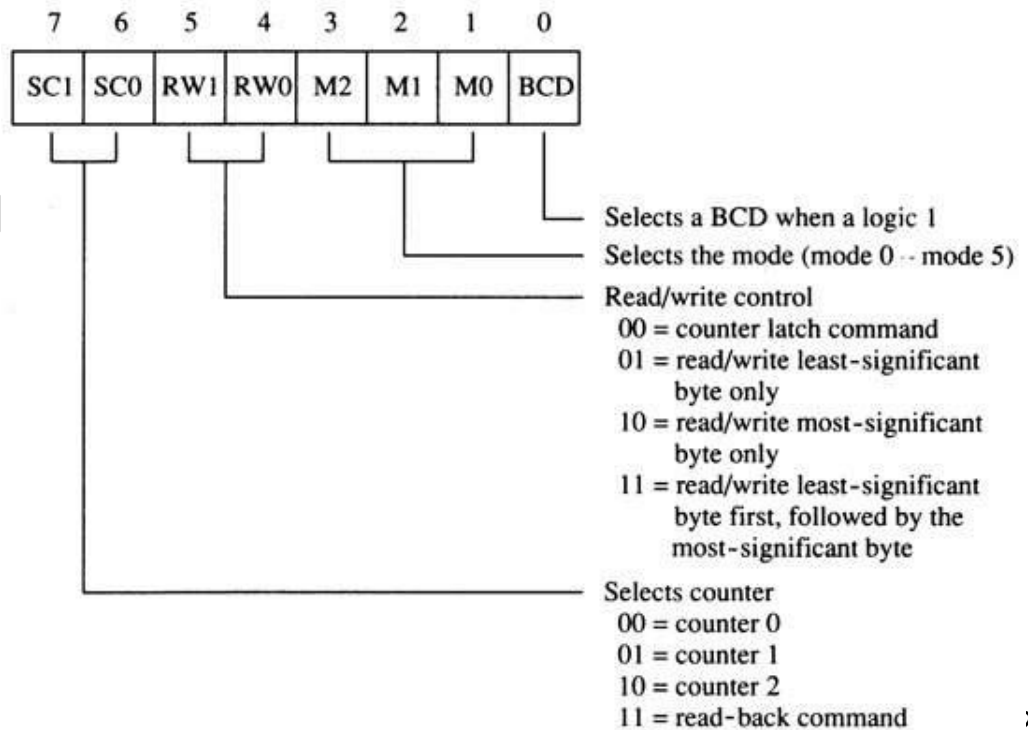 7 6 5 4 3 2 1 0
SC1 SC0 RW1 RW0 M2 M1 M0 BCD
Selects a BCD when a logic 1
Selects the mode (mode 0 -- mode 5)
Read/write control
00 = counter latch command
01 = read/write least-significant
byte only
10 = read/write most-significant
byte only
11 = read/write least-significant
byte first, followed by the
most-significant byte
Selects counter
00 = counter 0
01 = counter 1
10 = counter 2
11 = read-back command